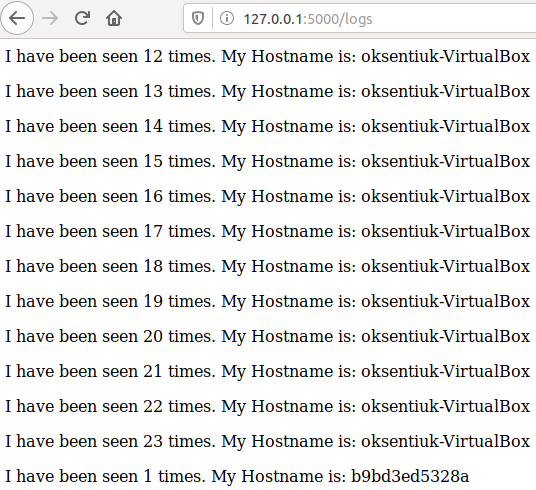 127.0.0.1:5000/logs
I have been seen 12 times. My Hostname is: oksentiuk-VirtualBox
I have been seen 13 times. My Hostname is: oksentiuk-VirtualBox
I have been seen 14 times. My Hostname is: oksentiuk-VirtualBox
I have been seen 15 times. My Hostname is: oksentiuk-VirtualBox
I have been seen 16 times. My Hostname is: oksentiuk-VirtualBox
I have been seen 17 times. My Hostname is: oksentiuk-VirtualBox
I have been seen 18 times. My Hostname is: oksentiuk-VirtualBox
I have been seen 19 times. My Hostname is: oksentiuk-VirtualBox
I have been seen 20 times. My Hostname is: oksentiuk-VirtualBox
I have been seen 21 times. My Hostname is: oksentiuk-VirtualBox
I have been seen 22 times. My Hostname is: oksentiuk-VirtualBox
I have been seen 23 times. My Hostname is: oksentiuk-VirtualBox
I have been seen 1 times. My Hostname is: b9bd3ed5328a